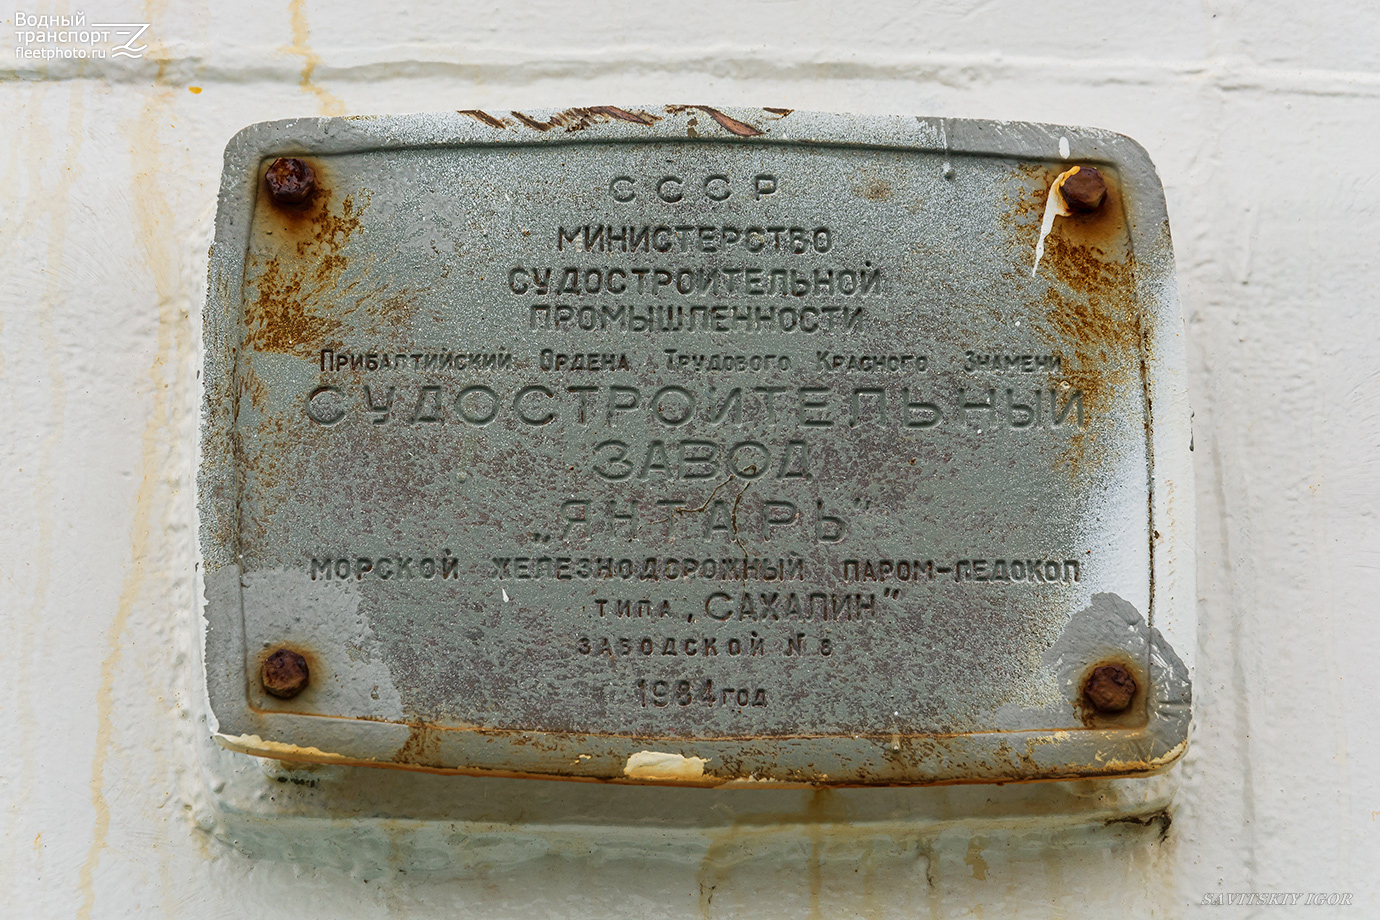 Водный
транспорт
fleetphoto.ru
СССР
МИНИСТЕРСТВО
СУДОСТРОИТЕЛЬНОЙ
ПРОМЫШЛЕННОСТИ
Прибалтийский Ордена Трудового Красного Знамени
СУДОСТРОИТЕЛЬНЫЙ
ЗАВОД
„ЯНТАРЬ"
МОРСКОЙ ЖЕЛЕЗНОДОРОЖНЫЙ ПАРОМ-ЛЕДОКОЛ
ТИПА „САХАЛИН"
ЗАВОДСКОЙ N 8
1984 год
SAVITSKIY IGOR